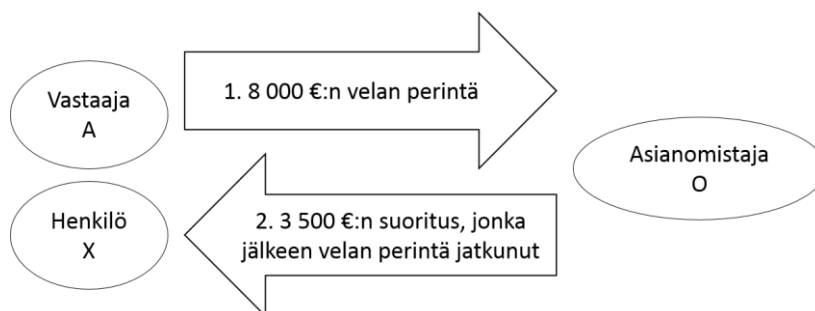 Vastaaja
A
1. 8 000 €:n velan perintä
Asianomistaja
O
Henkilö
X
2. 3 500 €:n suoritus, jonka
jälkeen velan perintä jatkunut